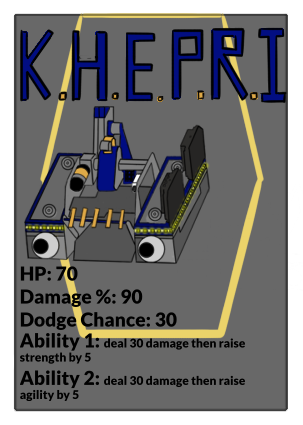 K.H.E.P.R.I
HP: 70
Damage %: 90
Dodge Chance: 30
Ability 1: deal 30 damage then raise
strength by 5
Ability 2: deal 30 damage then raise
agility by 5